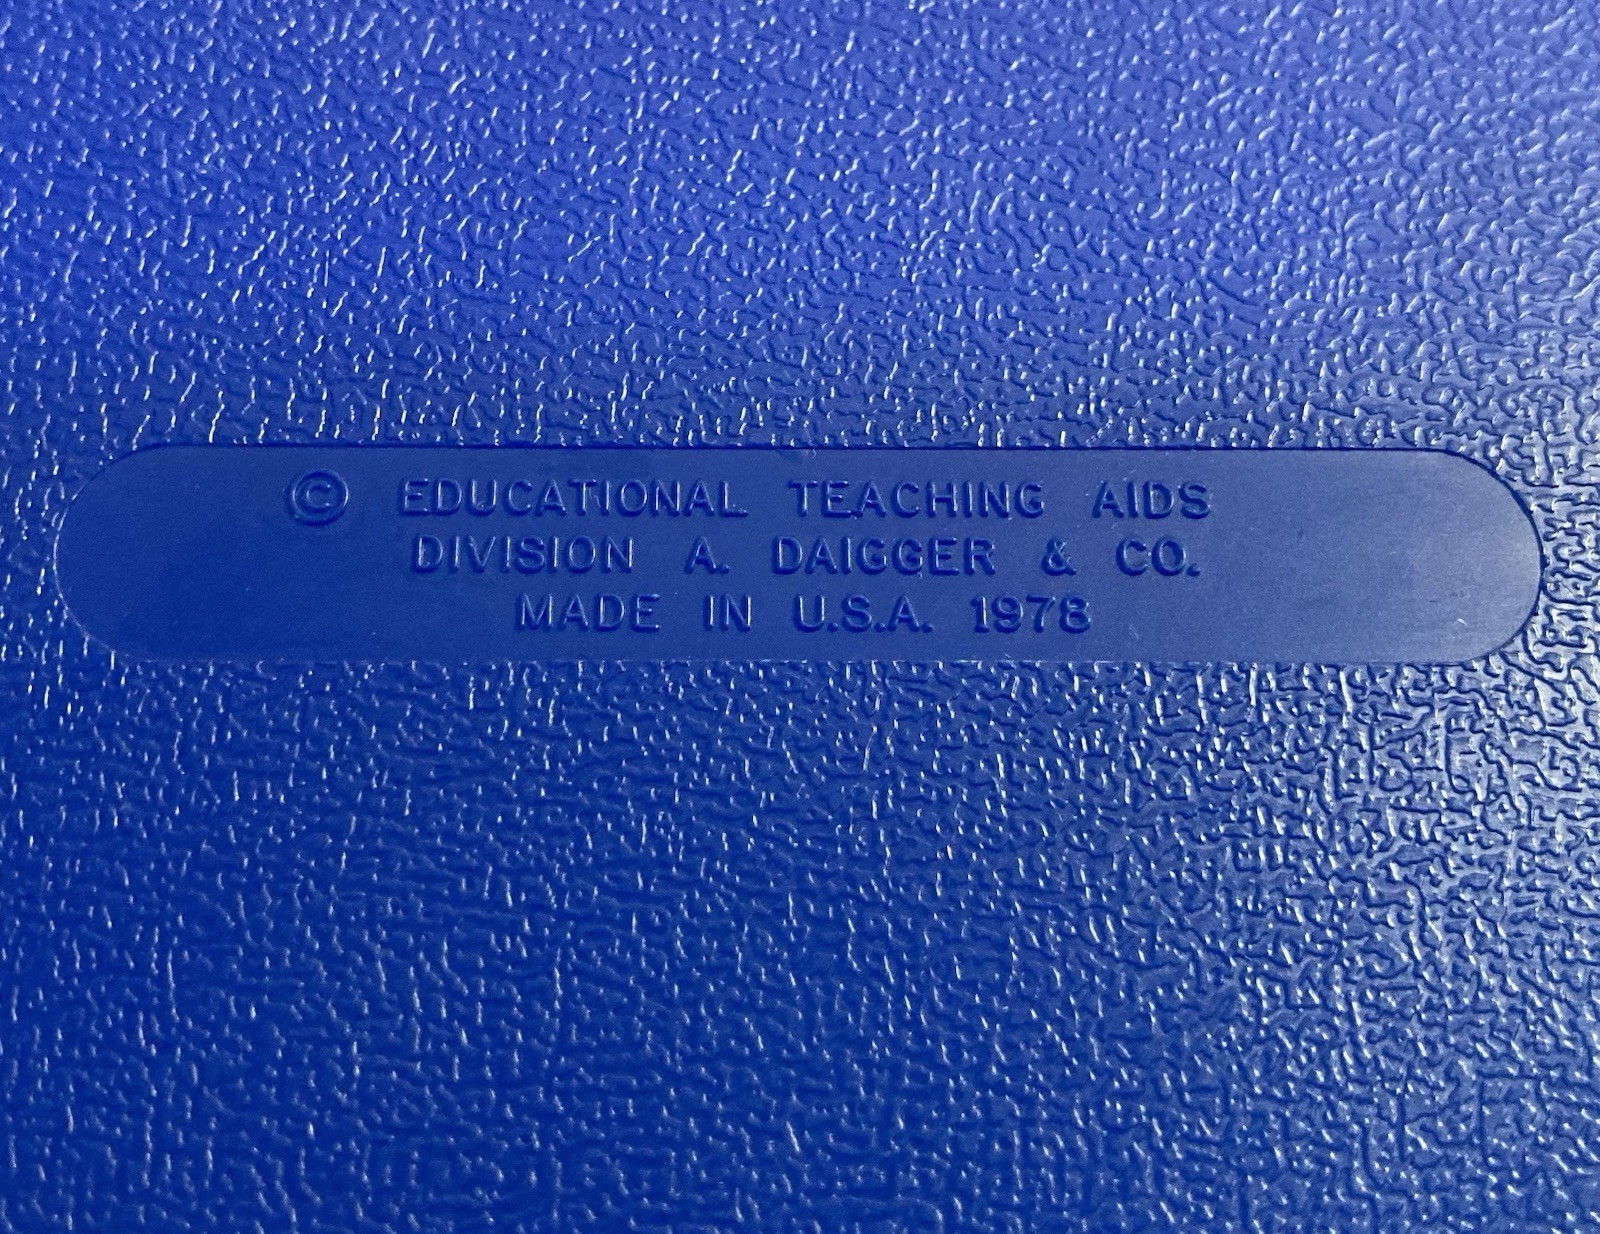 © EDUCATIONAL TEACHING AIDS
DIVISION A. DAIGGER & CO.
MADE IN U.S.A. 1978